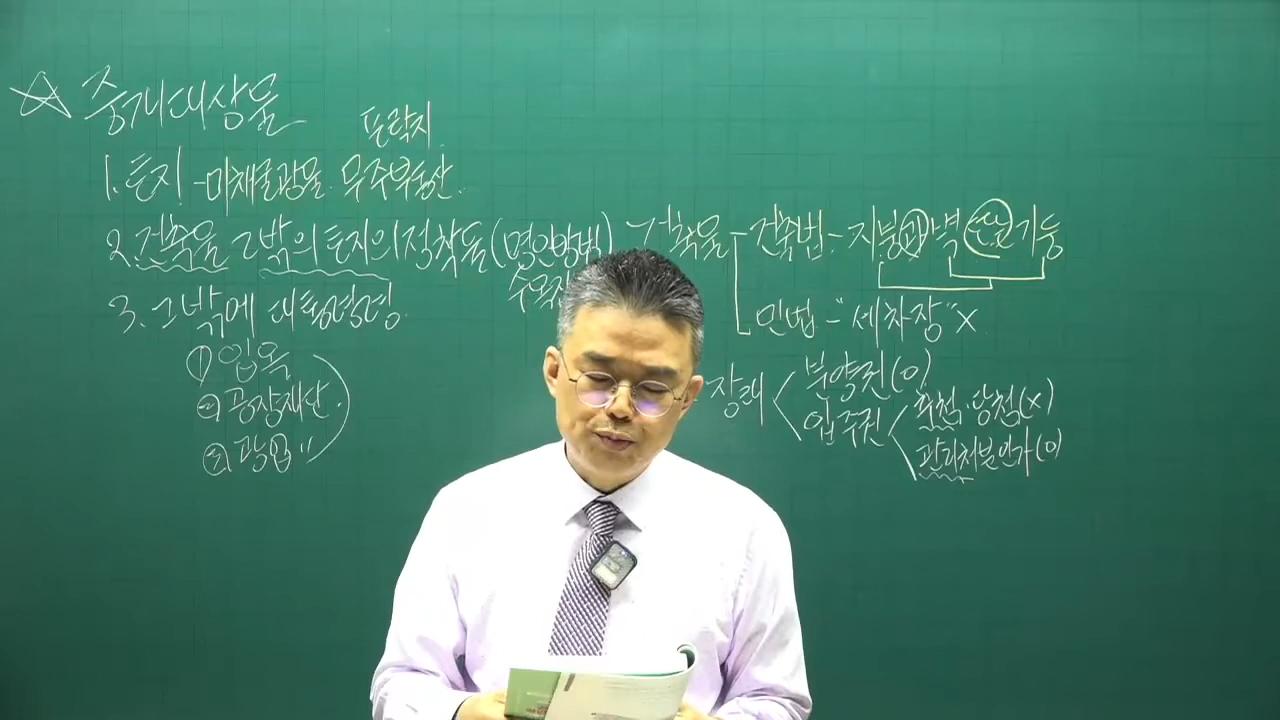 ☆ 중개대상물
포락지
1. 토지 - 미채굴광물. 무주부동산.
2. 건축물 그밖의 토지의 정착물(명인방법)
수목
3. 그밖에 대통령령.
① 입목
② 공장재단.
③ 광업 "
건축물 - 건축법 - 지붕과 벽
기둥
민법 - "세차장" X
장래
분양권(O)
입주권
추첨. 당첨(X)
관리처분인가(O)